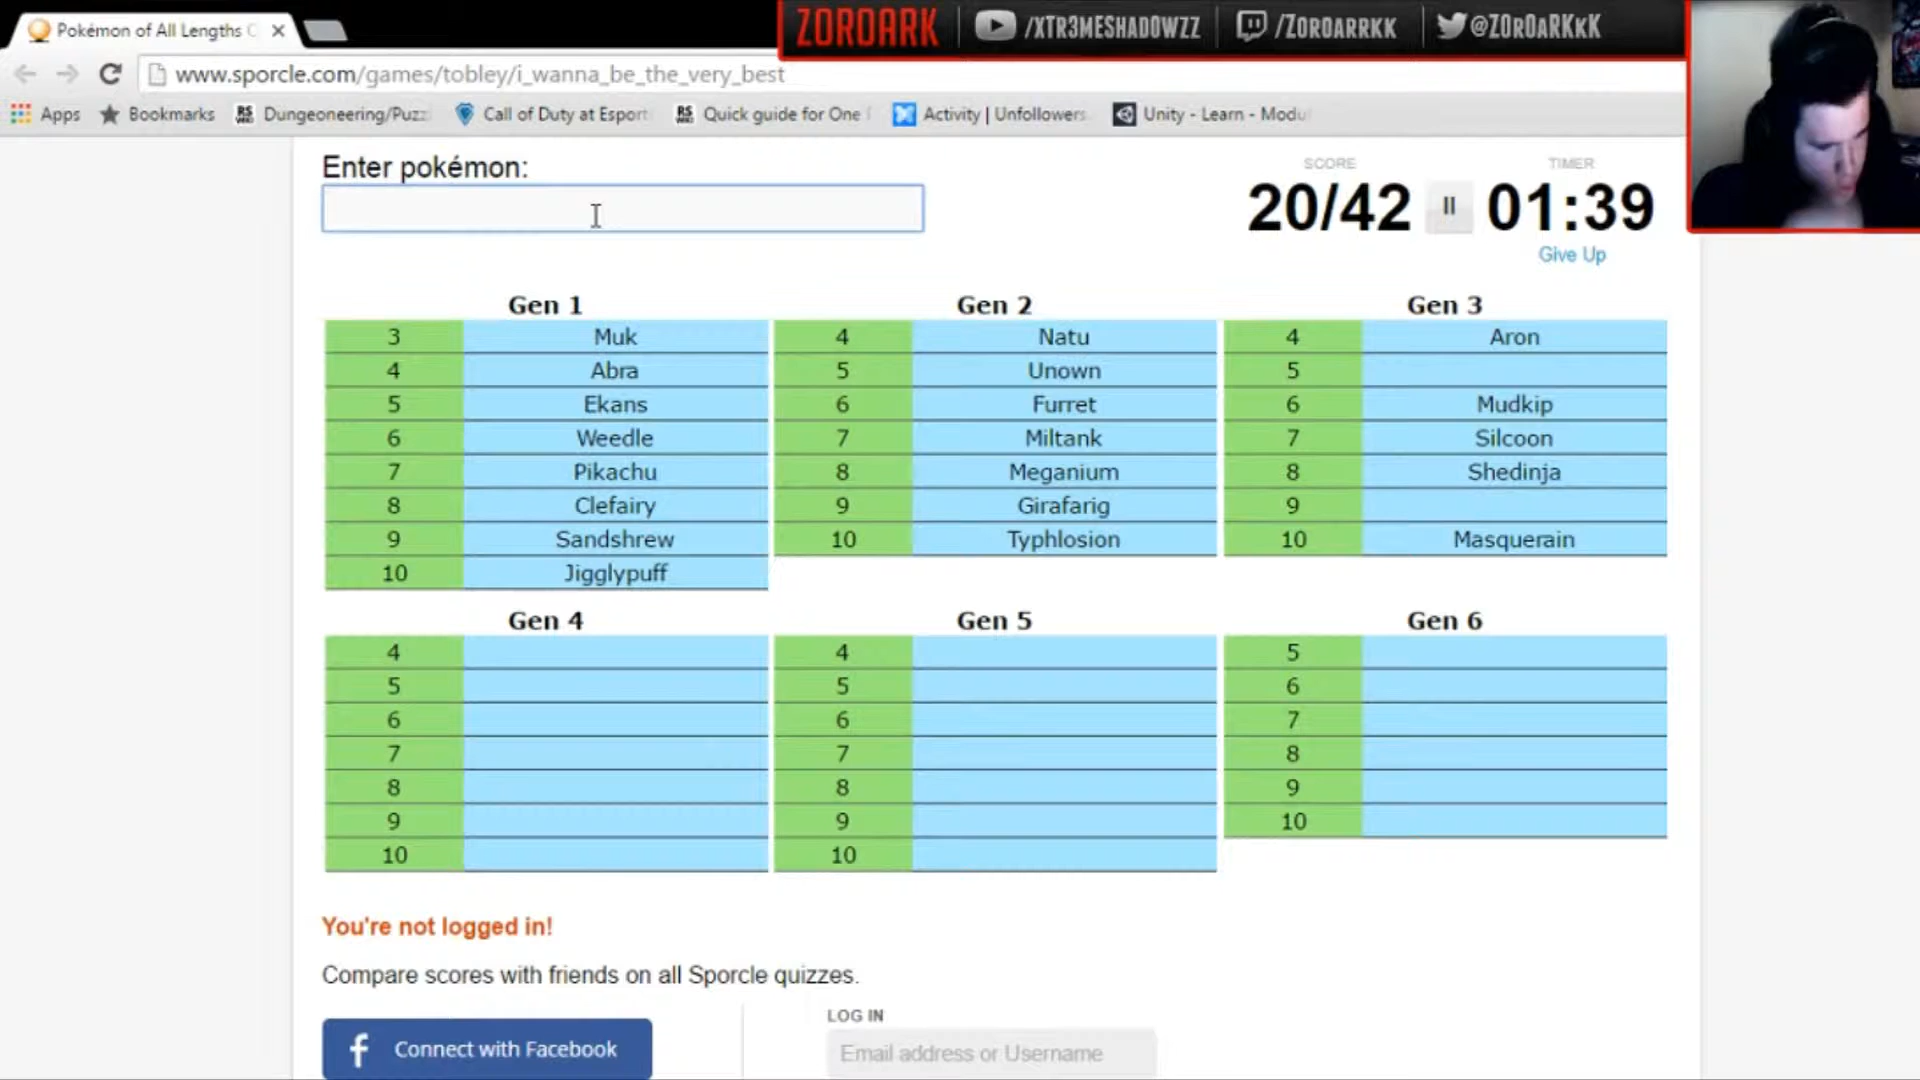 Pokémon of All Lengths
ZOROARK
/XTR3MESHADOWZZ
/ZOROARRKK
@ZOROARKKK
www.sporcle.com/games/tobley/i_wanna_be_the_very_best
Apps Bookmarks Dungeoneering/Puzz Call of Duty at Esport Quick guide for One Activity | Unfollowers Unity - Learn - Modu
Enter pokémon:
SCORE TIMER
20/42 01:39
Give Up
Gen 1
3 Muk
4 Abra
5 Ekans
6 Weedle
7 Pikachu
8 Clefairy
9 Sandshrew
10 Jigglypuff
Gen 2
4 Natu
5 Unown
6 Furret
7 Miltank
8 Meganium
9 Girafarig
10 Typhlosion
Gen 3
4 Aron
5
6 Mudkip
7 Silcoon
8 Shedinja
9
10 Masquerain
Gen 4
4
5
6
7
8
9
10
Gen 5
4
5
6
7
8
9
10
Gen 6
5
6
7
8
9
10
You're not logged in!
Compare scores with friends on all Sporcle quizzes.
Connect with Facebook
LOG IN
Email address or Username